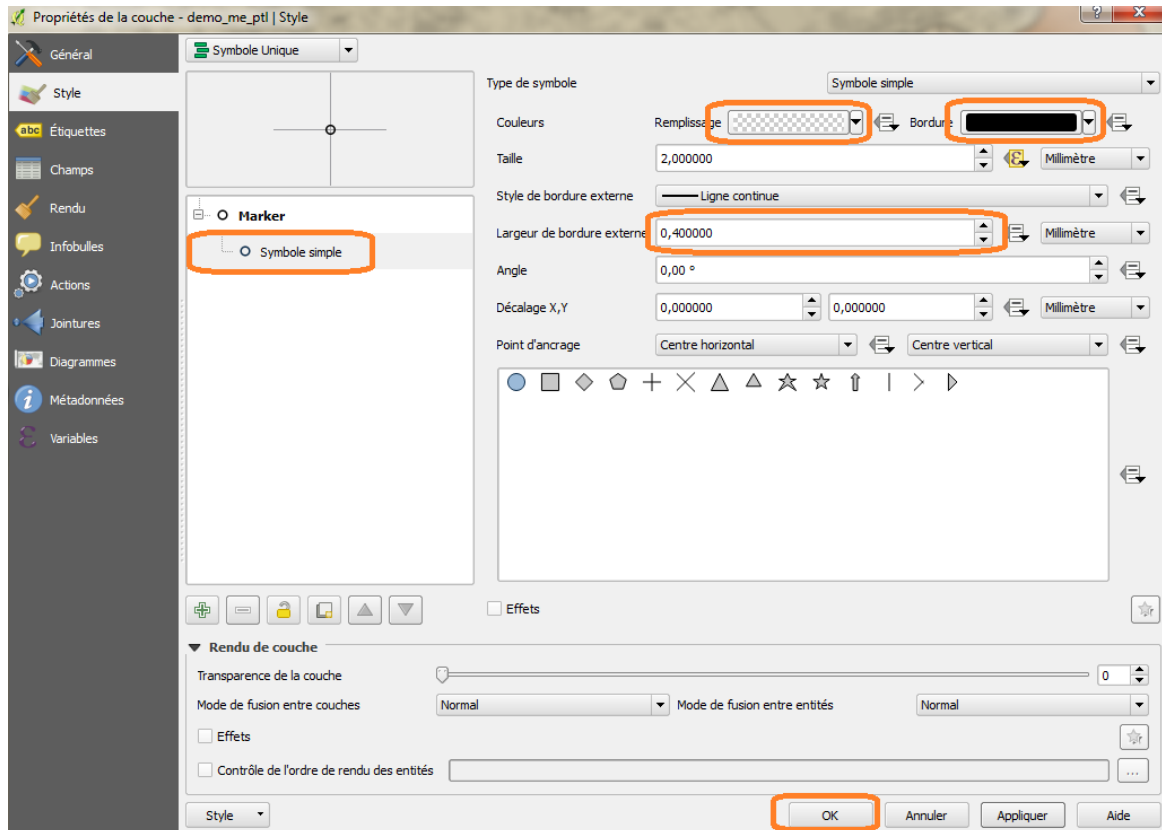 Propriétés de la couche - demo_me_ptl | Style
Général
Style
abc Étiquettes
Champs
Rendu
Infobulles
Actions
Jointures
Diagrammes
Métadonnées
Variables
Symbole Unique
Marker
Symbole simple
Type de symbole Symbole simple
Couleurs Remplissage Bordure
Taille 2,000000 Millimètre
Style de bordure externe Ligne continue
Largeur de bordure externe 0,400000 Millimètre
Angle 0,00 °
Décalage X,Y 0,000000 0,000000 Millimètre
Point d'ancrage Centre horizontal Centre vertical
Effets
Rendu de couche
Transparence de la couche 0
Mode de fusion entre couches Normal Mode de fusion entre entités Normal
Effets
Contrôle de l'ordre de rendu des entités ...
Style OK Annuler Appliquer Aide